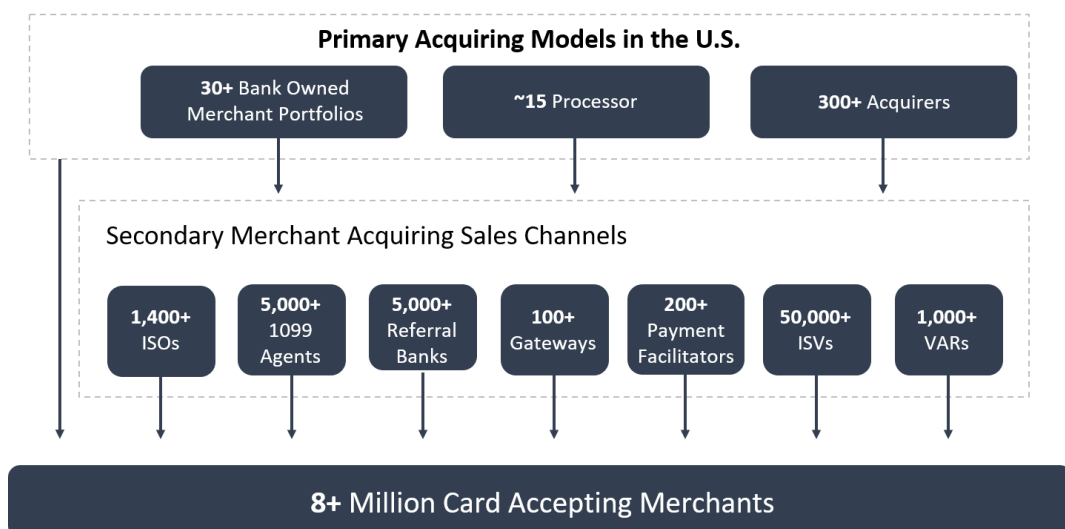 Primary Acquiring Models in the U.S.
30+ Bank Owned
Merchant Portfolios
~15 Processor
300+ Acquirers
Secondary Merchant Acquiring Sales Channels
1,400+
ISOs
5,000+
1099
Agents
5,000+
Referral
Banks
100+
Gateways
200+
Payment
Facilitators
50,000+
ISVs
1,000+
VARs
8+ Million Card Accepting Merchants